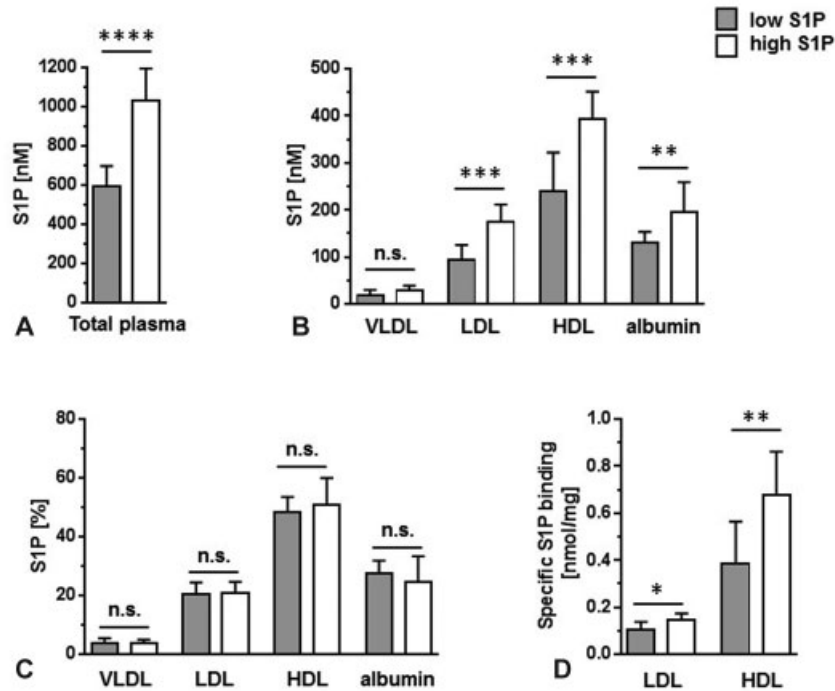 low S1P
high S1P
****
1200
1000
800
600
400
200
0
S1P [nM]
Total plasma
A
500
400
300
200
100
0
S1P [nM]
n.s.
***
***
**
VLDL LDL HDL albumin
B
80
60
40
20
0
S1P [%]
n.s.
n.s.
n.s.
n.s.
VLDL LDL HDL albumin
C
1.0
0.8
0.6
0.4
0.2
0.0
Specific S1P binding
[nmol/mg]
*
**
LDL HDL
D